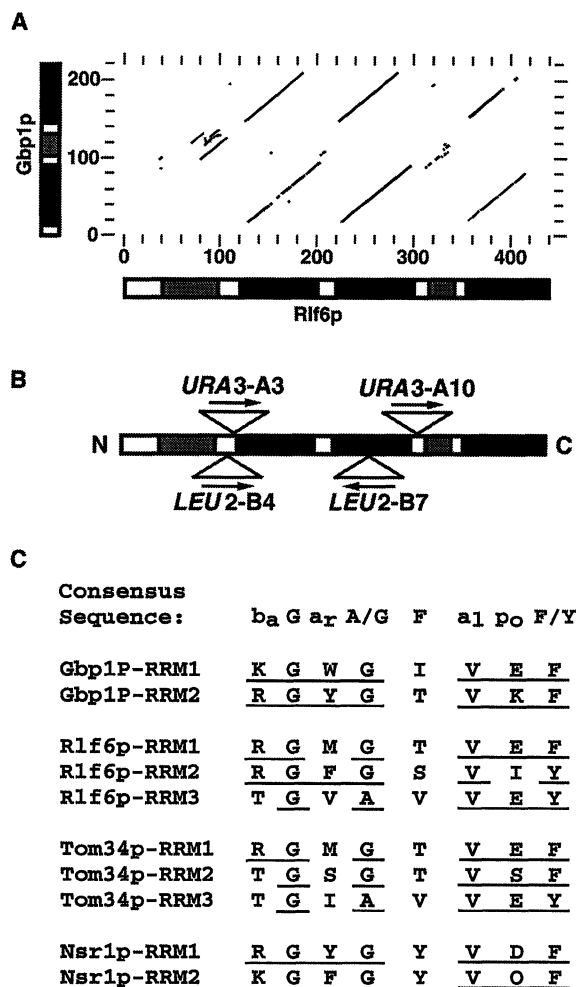 A
Gbp1p
200
100
0
0 100 200 300 400
Rlf6p
B
URA3-A3 URA3-A10
N C
LEU2-B4 LEU2-B7
C
Consensus
Sequence: ba G ar A/G F al po F/Y
Gbp1P-RRM1 K G W G I V E F
Gbp1P-RRM2 R G Y G T V K F
Rlf6p-RRM1 R G M G T V E F
Rlf6p-RRM2 R G F G S V I Y
Rlf6p-RRM3 T G V A V V E Y
Tom34p-RRM1 R G M G T V E F
Tom34p-RRM2 T G S G T V S F
Tom34p-RRM3 T G I A V V E Y
Nsr1p-RRM1 R G Y G Y V D F
Nsr1p-RRM2 K G F G Y V O F